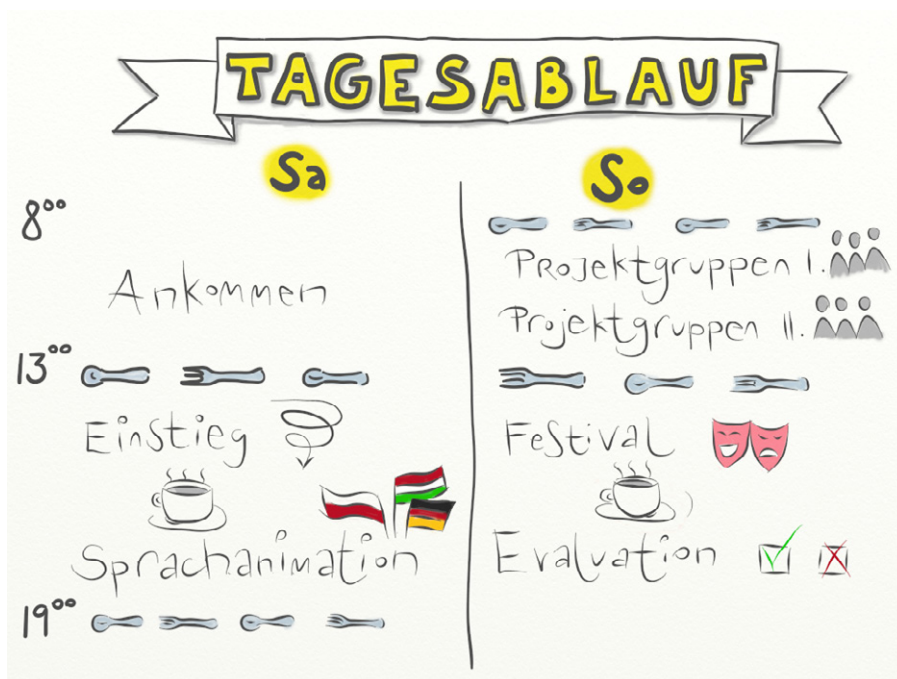 TAGESABLAUF
Sa
So
8⁰⁰
Ankommen
Projektgruppen I.
Projektgruppen II.
13⁰⁰
Einstieg
Festival
Sprachanimation
Evaluation
19⁰⁰